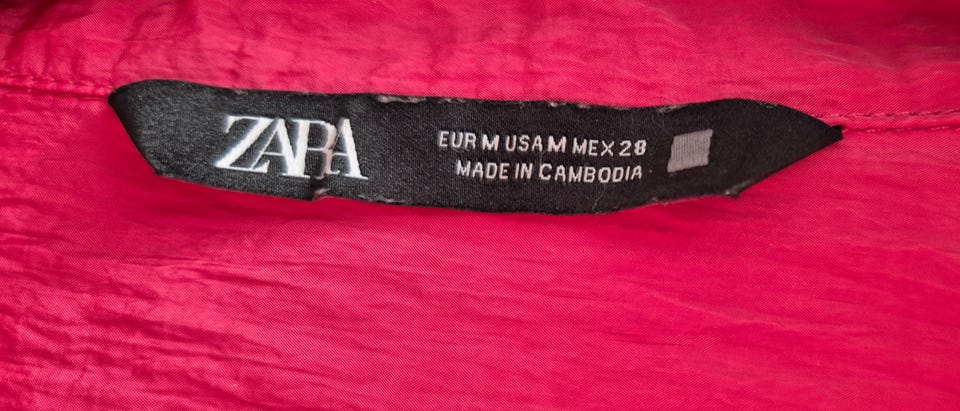 ZARA
EUR M USA M MEX 28
MADE IN CAMBODIA